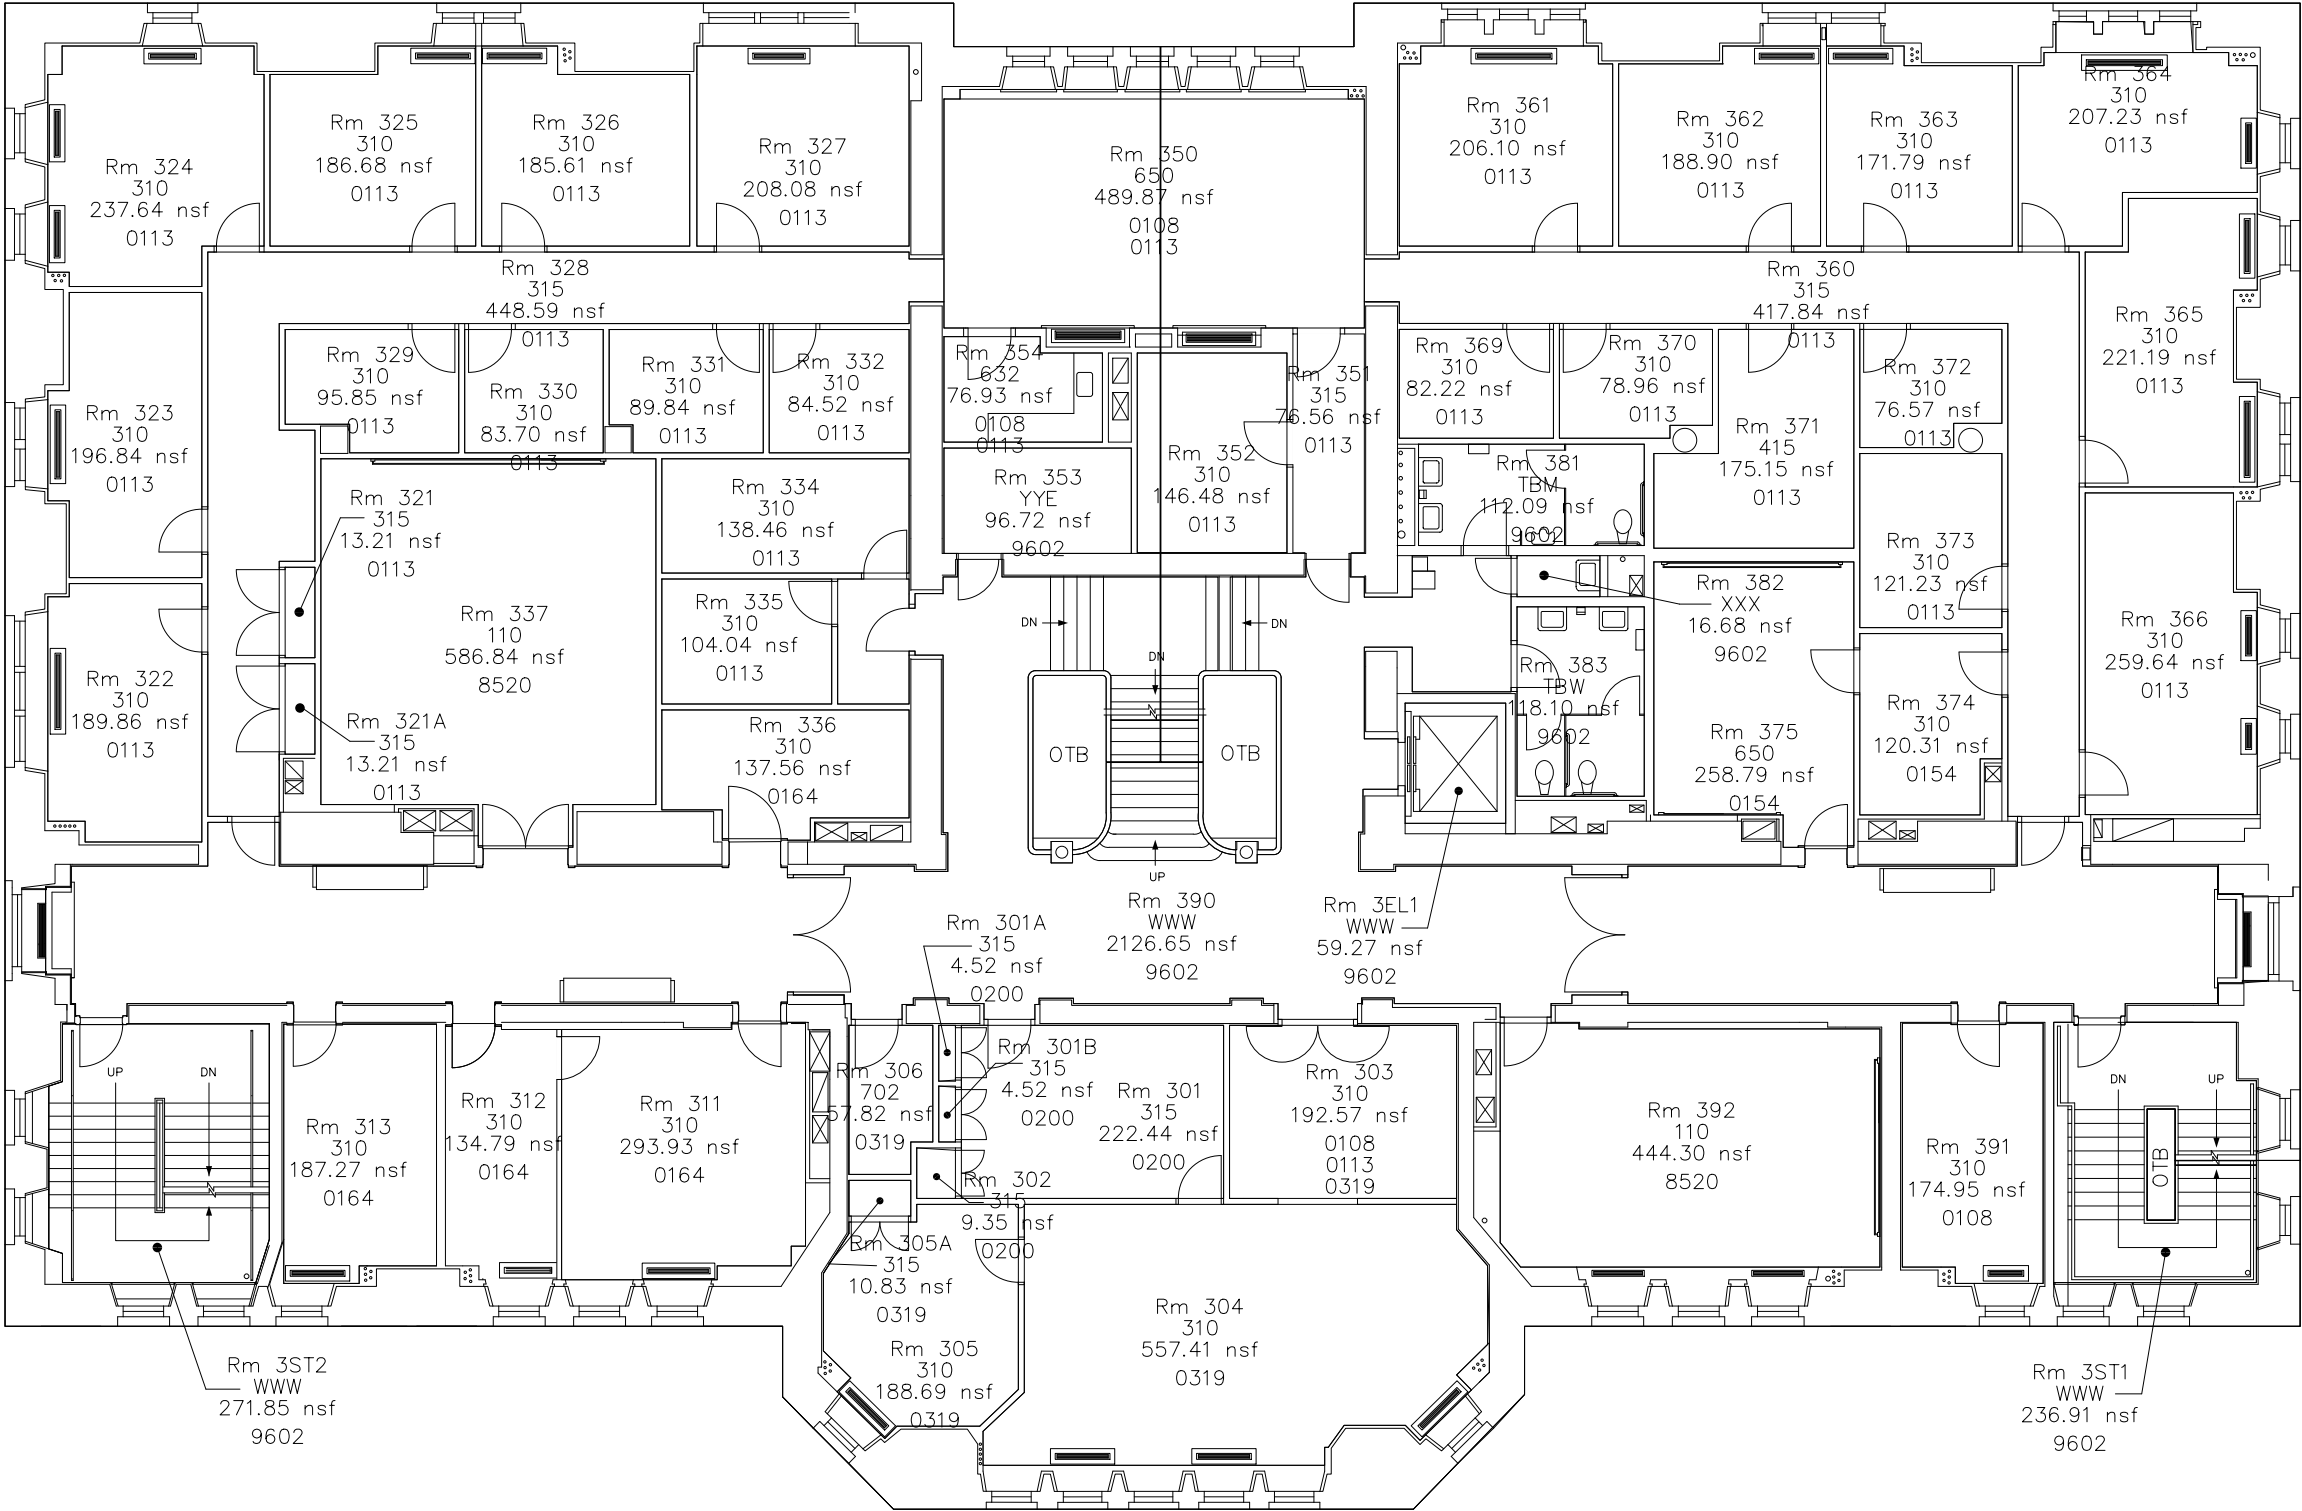 Rm 324
310
237.64 nsf
0113
Rm 325
310
186.68 nsf
0113
Rm 326
310
185.61 nsf
0113
Rm 327
310
208.08 nsf
0113
Rm 350
650
489.87 nsf
0108
0113
Rm 361
310
206.10 nsf
0113
Rm 362
310
188.90 nsf
0113
Rm 363
310
171.79 nsf
0113
Rm 364
310
207.23 nsf
0113
Rm 328
315
448.59 nsf
0113
Rm 360
315
417.84 nsf
0113
Rm 323
310
196.84 nsf
0113
Rm 329
310
95.85 nsf
0113
Rm 330
310
83.70 nsf
0113
Rm 331
310
89.84 nsf
0113
Rm 332
310
84.52 nsf
0113
Rm 354
632
76.93 nsf
0108
0113
Rm 351
315
76.56 nsf
0113
Rm 369
310
82.22 nsf
0113
Rm 370
310
78.96 nsf
0113
Rm 372
310
76.57 nsf
0113
Rm 365
310
221.19 nsf
0113
Rm 371
415
175.15 nsf
0113
Rm 321
315
13.21 nsf
0113
Rm 334
310
138.46 nsf
0113
Rm 353
YYE
96.72 nsf
9602
Rm 352
310
146.48 nsf
0113
Rm 381
TBM
112.09 nsf
9602
Rm 373
310
121.23 nsf
0113
Rm 382
XXX
16.68 nsf
9602
Rm 337
110
586.84 nsf
8520
Rm 335
310
104.04 nsf
0113
DN
DN
DN
Rm 366
310
259.64 nsf
0113
Rm 322
310
189.86 nsf
0113
Rm 321A
315
13.21 nsf
0113
Rm 336
310
137.56 nsf
0164
OTB
OTB
UP
Rm 383
TBW
118.10 nsf
9602
Rm 375
650
258.79 nsf
0154
Rm 374
310
120.31 nsf
0154
Rm 301A
315
4.52 nsf
0200
Rm 390
WWW
2126.65 nsf
9602
Rm 3EL1
WWW
59.27 nsf
9602
UP
DN
Rm 313
310
187.27 nsf
0164
Rm 312
310
134.79 nsf
0164
Rm 311
310
293.93 nsf
0164
Rm 306
702
57.82 nsf
0319
Rm 301B
315
4.52 nsf
0200
Rm 301
315
222.44 nsf
0200
Rm 303
310
192.57 nsf
0108
0113
0319
Rm 392
110
444.30 nsf
8520
Rm 391
310
174.95 nsf
0108
DN
UP
OTB
Rm 302
315
9.35 nsf
0200
Rm 305A
315
10.83 nsf
0319
Rm 305
310
188.69 nsf
0319
Rm 304
310
557.41 nsf
0319
Rm 3ST2
WWW
271.85 nsf
9602
Rm 3ST1
WWW
236.91 nsf
9602